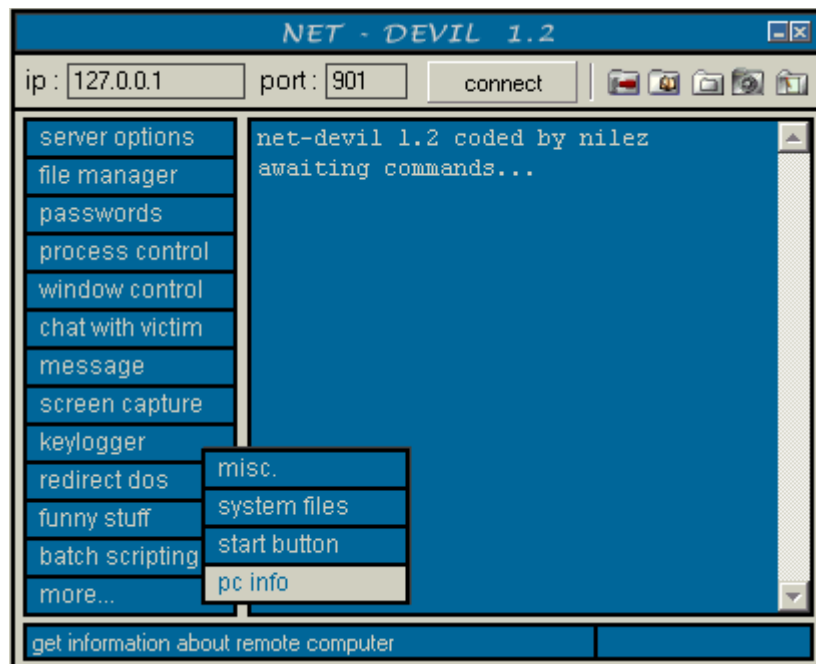 NET - DEVIL 1.2
ip : 127.0.0.1 port : 901 connect
server options
file manager
passwords
process control
window control
chat with victim
message
screen capture
keylogger
redirect dos
funny stuff
batch scripting
more...
misc.
system files
start button
pc info
net-devil 1.2 coded by nilez
awaiting commands...
get information about remote computer